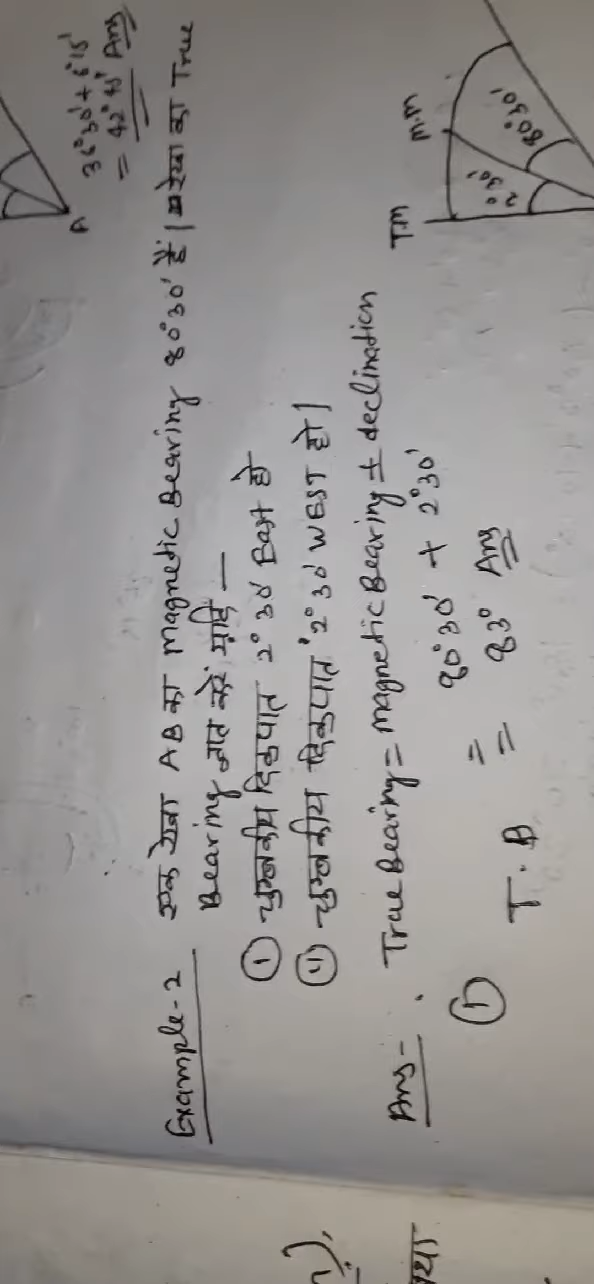 36°30' + 6°15'
= 42°45' Ans
A
Example-2 एक रेखा AB का Magnetic Bearing 80°30' है। रेखा का True
Bearing ज्ञात करें यदि —
(i) चुम्बकीय दिक्पात 2°30' East हो
(ii) चुम्बकीय दिक्पात 2°30' WEST हो।
Ans- . True Bearing = magnetic Bearing ± declination
(i) = 80°30' + 2°30'
T.B = 83° Ans
T.M
M.M
2°30'
80°30'